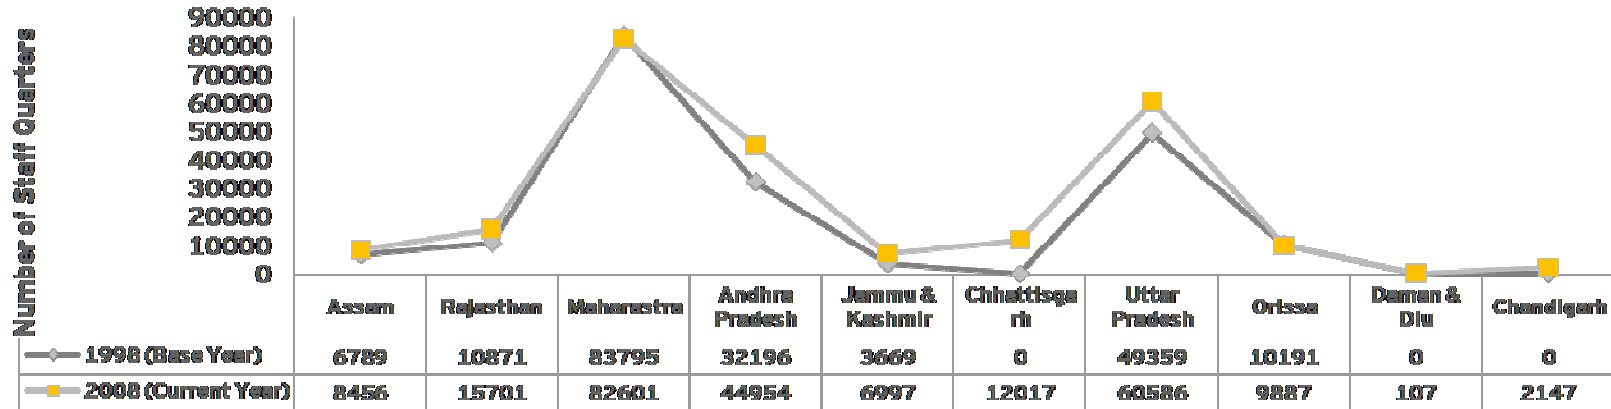 Number of Staff Quarters
90000
80000
70000
60000
50000
40000
30000
20000
10000
0
Assam Rajasthan Maharastra Andhra Pradesh Jammu & Kashmir Chhattisga rh Uttar Pradesh Orissa Daman & Diu Chandigarh
1998 (Base Year) 6789 10871 83795 32196 3669 0 49359 10191 0 0
2008 (Current Year) 8456 15701 82601 44954 6997 12017 60586 9887 107 2147